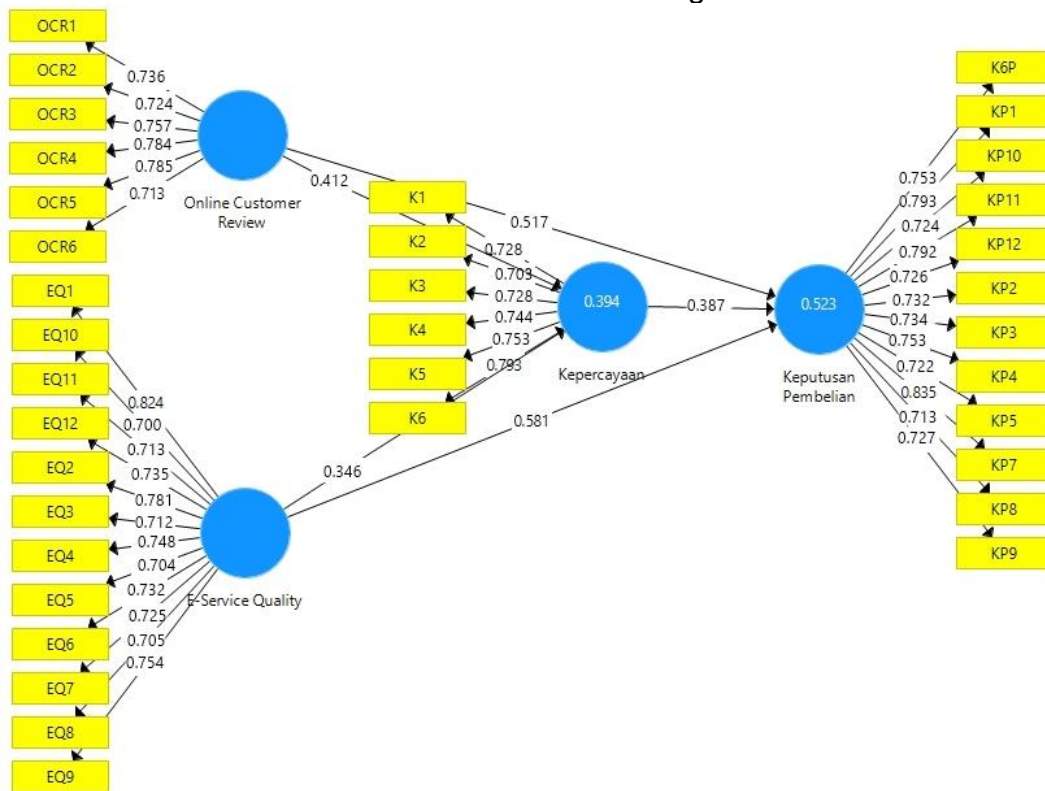 OCR1
OCR2
OCR3
OCR4
OCR5
OCR6
0.736
0.724
0.757
0.784
0.785
0.713
Online Customer
Review
EQ1
EQ10
EQ11
EQ12
EQ2
EQ3
EQ4
EQ5
EQ6
EQ7
EQ8
EQ9
0.824
0.700
0.713
0.735
0.781
0.712
0.748
0.704
0.732
0.725
0.705
0.754
E-Service Quality
0.412
0.517
0.346
0.581
K1
K2
K3
K4
K5
K6
0.728
0.703
0.728
0.744
0.753
0.793
0.394
Kepercayaan
0.387
0.523
Keputusan
Pembelian
0.753
0.793
0.724
0.792
0.726
0.732
0.734
0.753
0.722
0.835
0.713
0.727
K6P
KP1
KP10
KP11
KP12
KP2
KP3
KP4
KP5
KP7
KP8
KP9